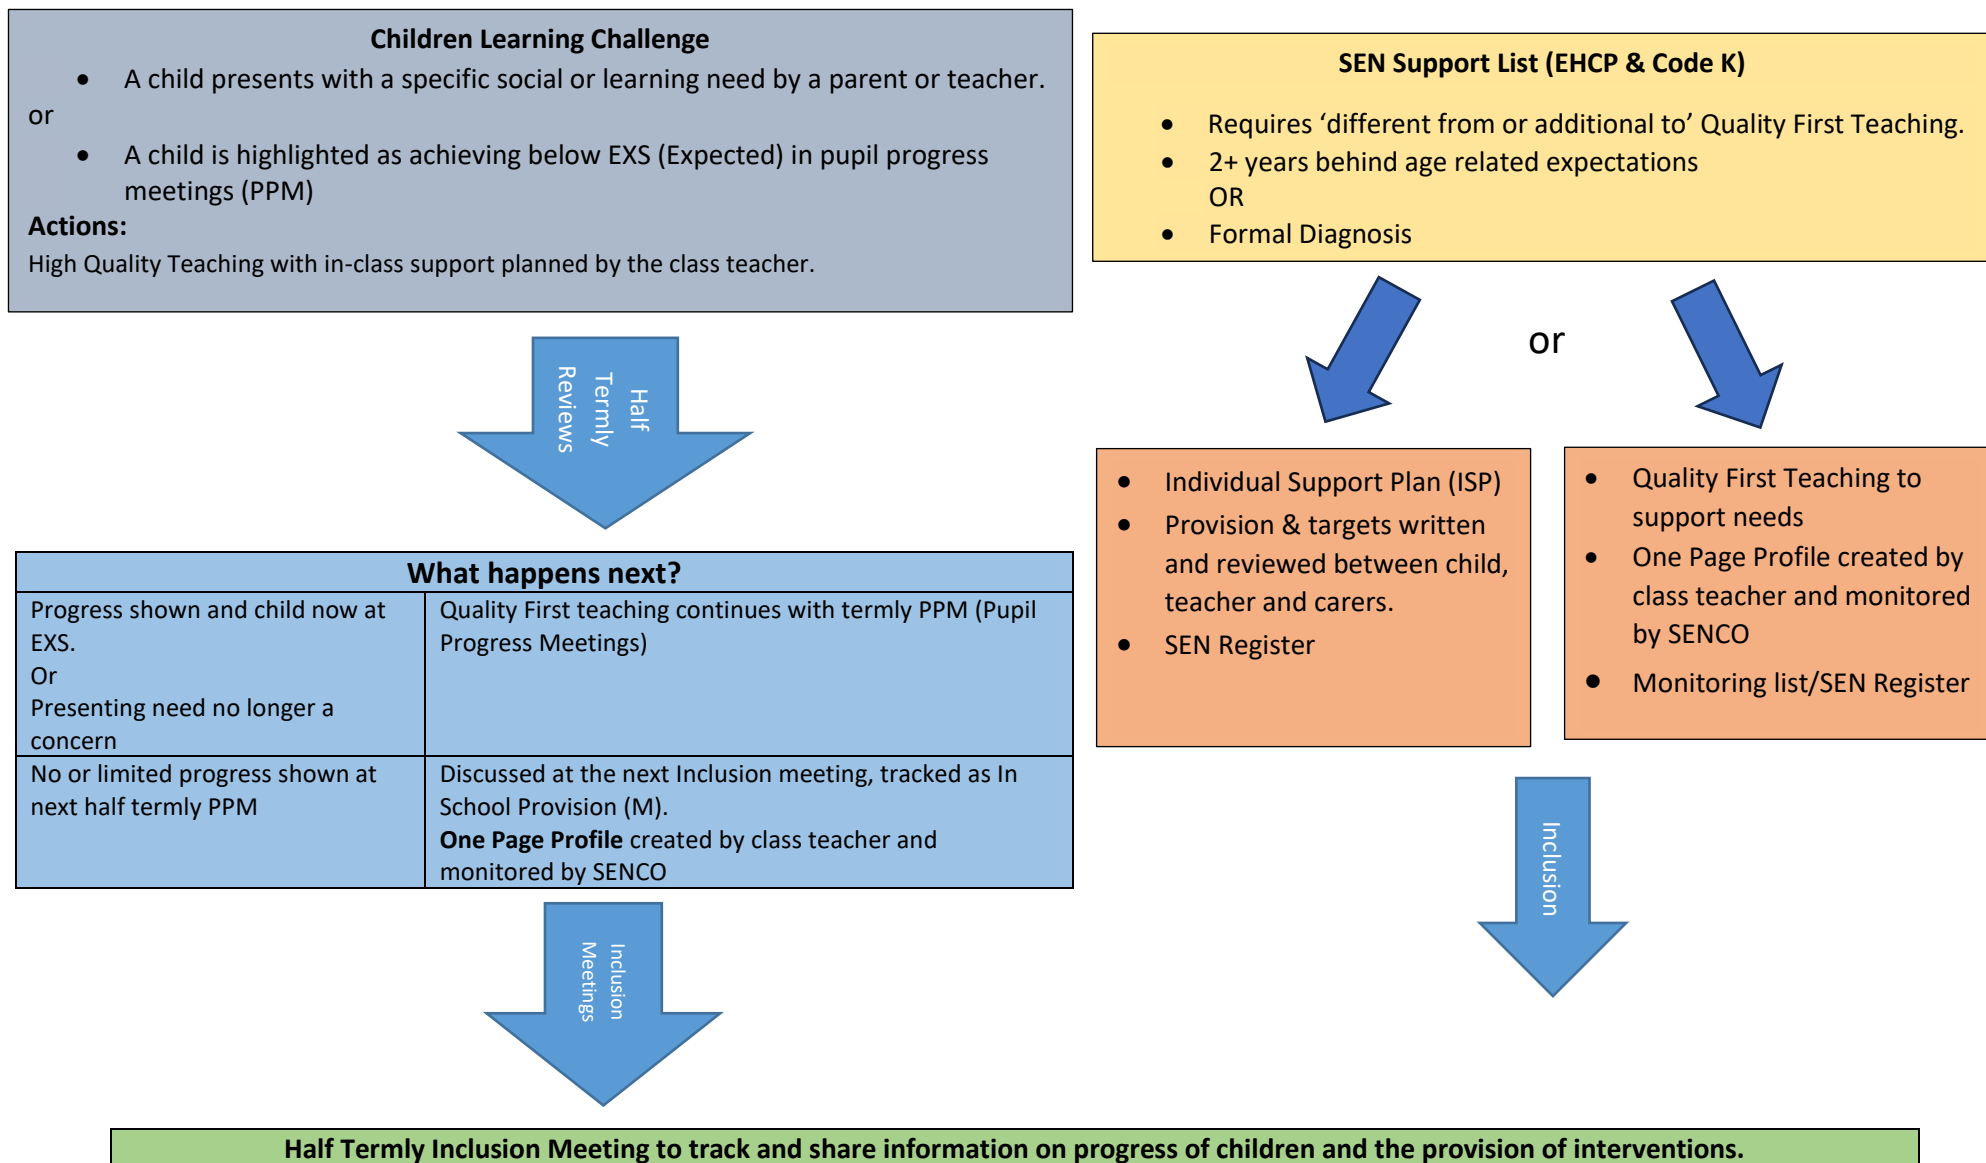 Children Learning Challenge
• A child presents with a specific social or learning need by a parent or teacher.
or
• A child is highlighted as achieving below EXS (Expected) in pupil progress
meetings (PPM)
Actions:
High Quality Teaching with in-class support planned by the class teacher.
Half
Termly
Reviews
What happens next?
Progress shown and child now at
EXS.
Or
Presenting need no longer a
concern
Quality First teaching continues with termly PPM (Pupil
Progress Meetings)
No or limited progress shown at
next half termly PPM
Discussed at the next Inclusion meeting, tracked as In
School Provision (M).
One Page Profile created by class teacher and
monitored by SENCO
Inclusion
Meetings
SEN Support List (EHCP & Code K)
• Requires ‘different from or additional to’ Quality First Teaching.
• 2+ years behind age related expectations
OR
• Formal Diagnosis
or
• Individual Support Plan (ISP)
• Provision & targets written
and reviewed between child,
teacher and carers.
• SEN Register
• Quality First Teaching to
support needs
• One Page Profile created by
class teacher and monitored
by SENCO
• Monitoring list/SEN Register
Inclusion
Half Termly Inclusion Meeting to track and share information on progress of children and the provision of interventions.